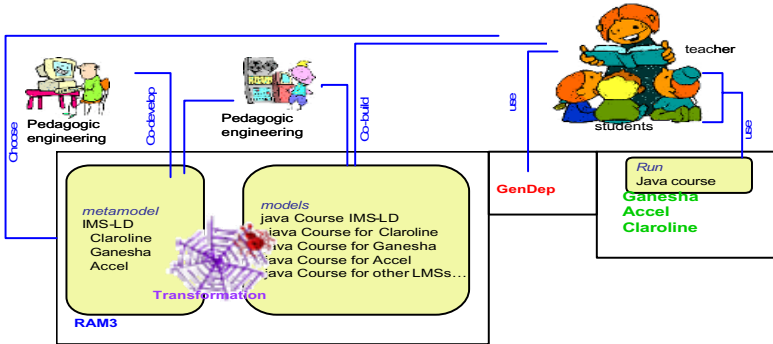 teacher
Pedagogic
engineering
Pedagogic
engineering
students
Choose
Co-develop
Co-build
use
use
metamodel
IMS-LD
Claroline
Ganesha
Accel
Transformation
models
java Course IMS-LD
java Course for Claroline
java Course for Ganesha
java Course for Accel
java Course for other LMSs...
RAM3
GenDep
Run
Java course
Ganesha
Accel
Claroline